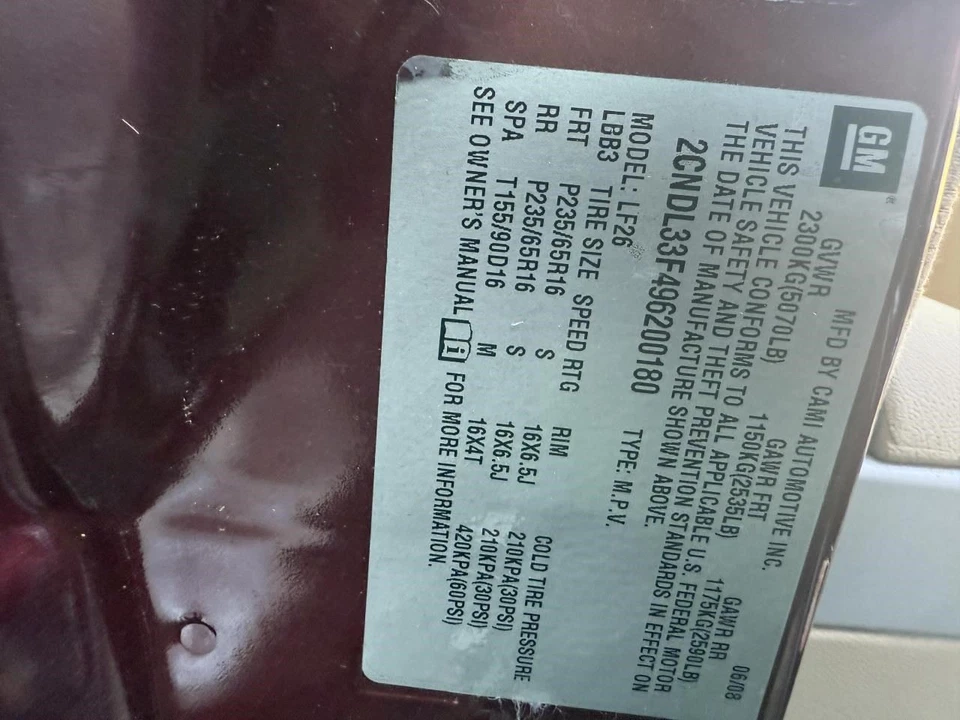 GM®
MFD BY CAMI AUTOMOTIVE INC. 06/08
GVWR GAWR FRT GAWR RR
2300KG(5070LB) 1150KG(2535LB) 1175KG(2590LB)
THIS VEHICLE CONFORMS TO ALL APPLICABLE U.S. FEDERAL MOTOR
VEHICLE SAFETY AND THEFT PREVENTION STANDARDS IN EFFECT ON
THE DATE OF MANUFACTURE SHOWN ABOVE.
2CNDL33F496200180 TYPE: M.P.V.
MODEL: LF26
LBB3 TIRE SIZE SPEED RTG RIM COLD TIRE PRESSURE
FRT P235/65R16 S 16X6.5J 210KPA(30PSI)
RR P235/65R16 S 16X6.5J 210KPA(30PSI)
SPA T155/90D16 M 16X4T 420KPA(60PSI)
SEE OWNER'S MANUAL FOR MORE INFORMATION.